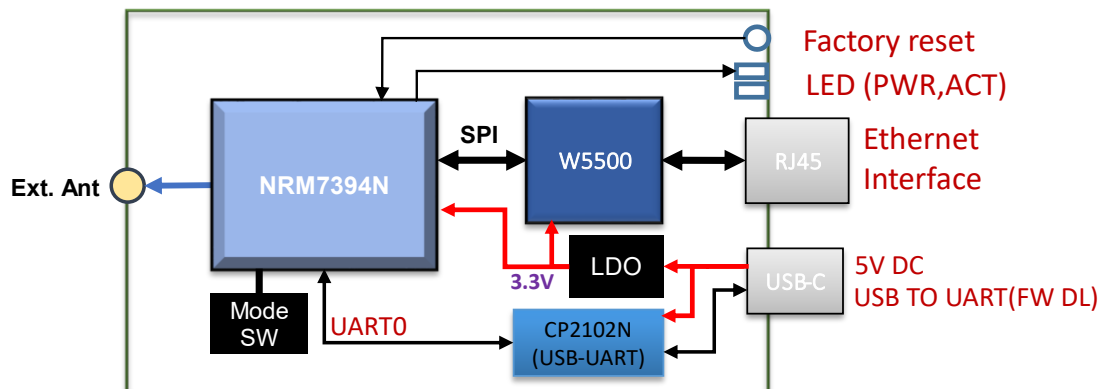 Factory reset
LED (PWR,ACT)
SPI
W5500
RJ45
Ethernet
Interface
NRM7394N
Ext. Ant
3.3V
LDO
USB-C
5V DC
USB TO UART(FW DL)
Mode
SW
UART0
CP2102N
(USB-UART)